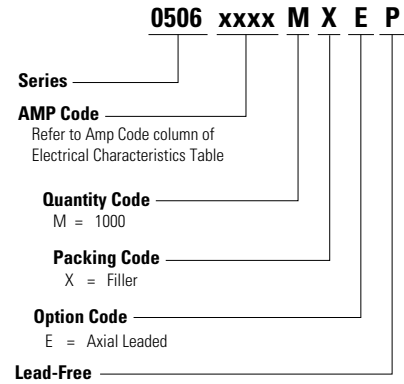 0506 xxxx M X E P
Series
AMP Code
Refer to Amp Code column of
Electrical Characteristics Table
Quantity Code
M = 1000
Packing Code
X = Filler
Option Code
E = Axial Leaded
Lead-Free